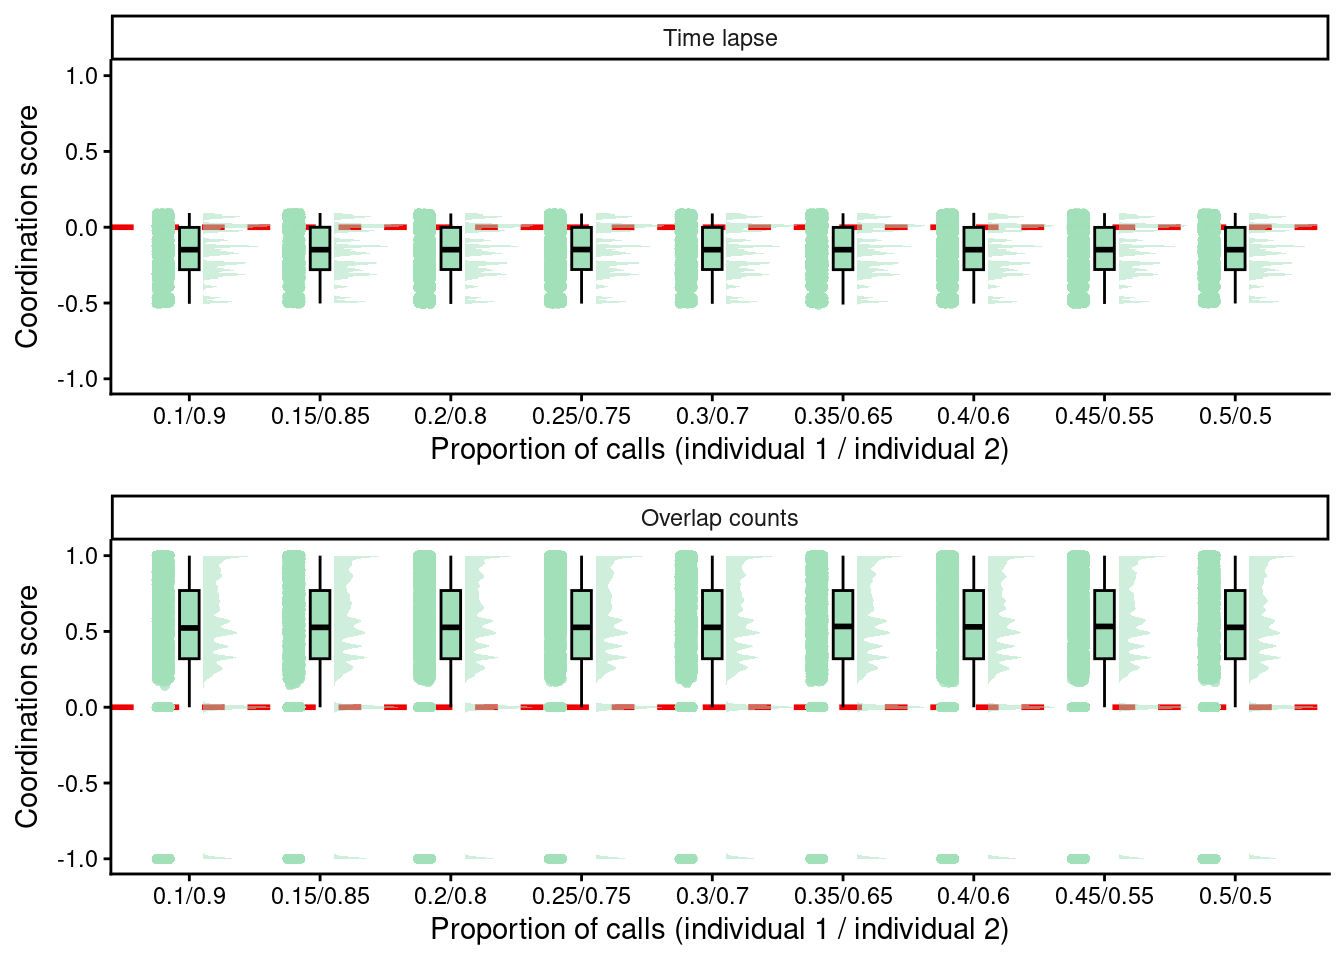 Time lapse
Coordination score
1.0
0.5
0.0
-0.5
-1.0
0.1/0.9 0.15/0.85 0.2/0.8 0.25/0.75 0.3/0.7 0.35/0.65 0.4/0.6 0.45/0.55 0.5/0.5
Proportion of calls (individual 1 / individual 2)
Overlap counts
Coordination score
1.0
0.5
0.0
-0.5
-1.0
0.1/0.9 0.15/0.85 0.2/0.8 0.25/0.75 0.3/0.7 0.35/0.65 0.4/0.6 0.45/0.55 0.5/0.5
Proportion of calls (individual 1 / individual 2)